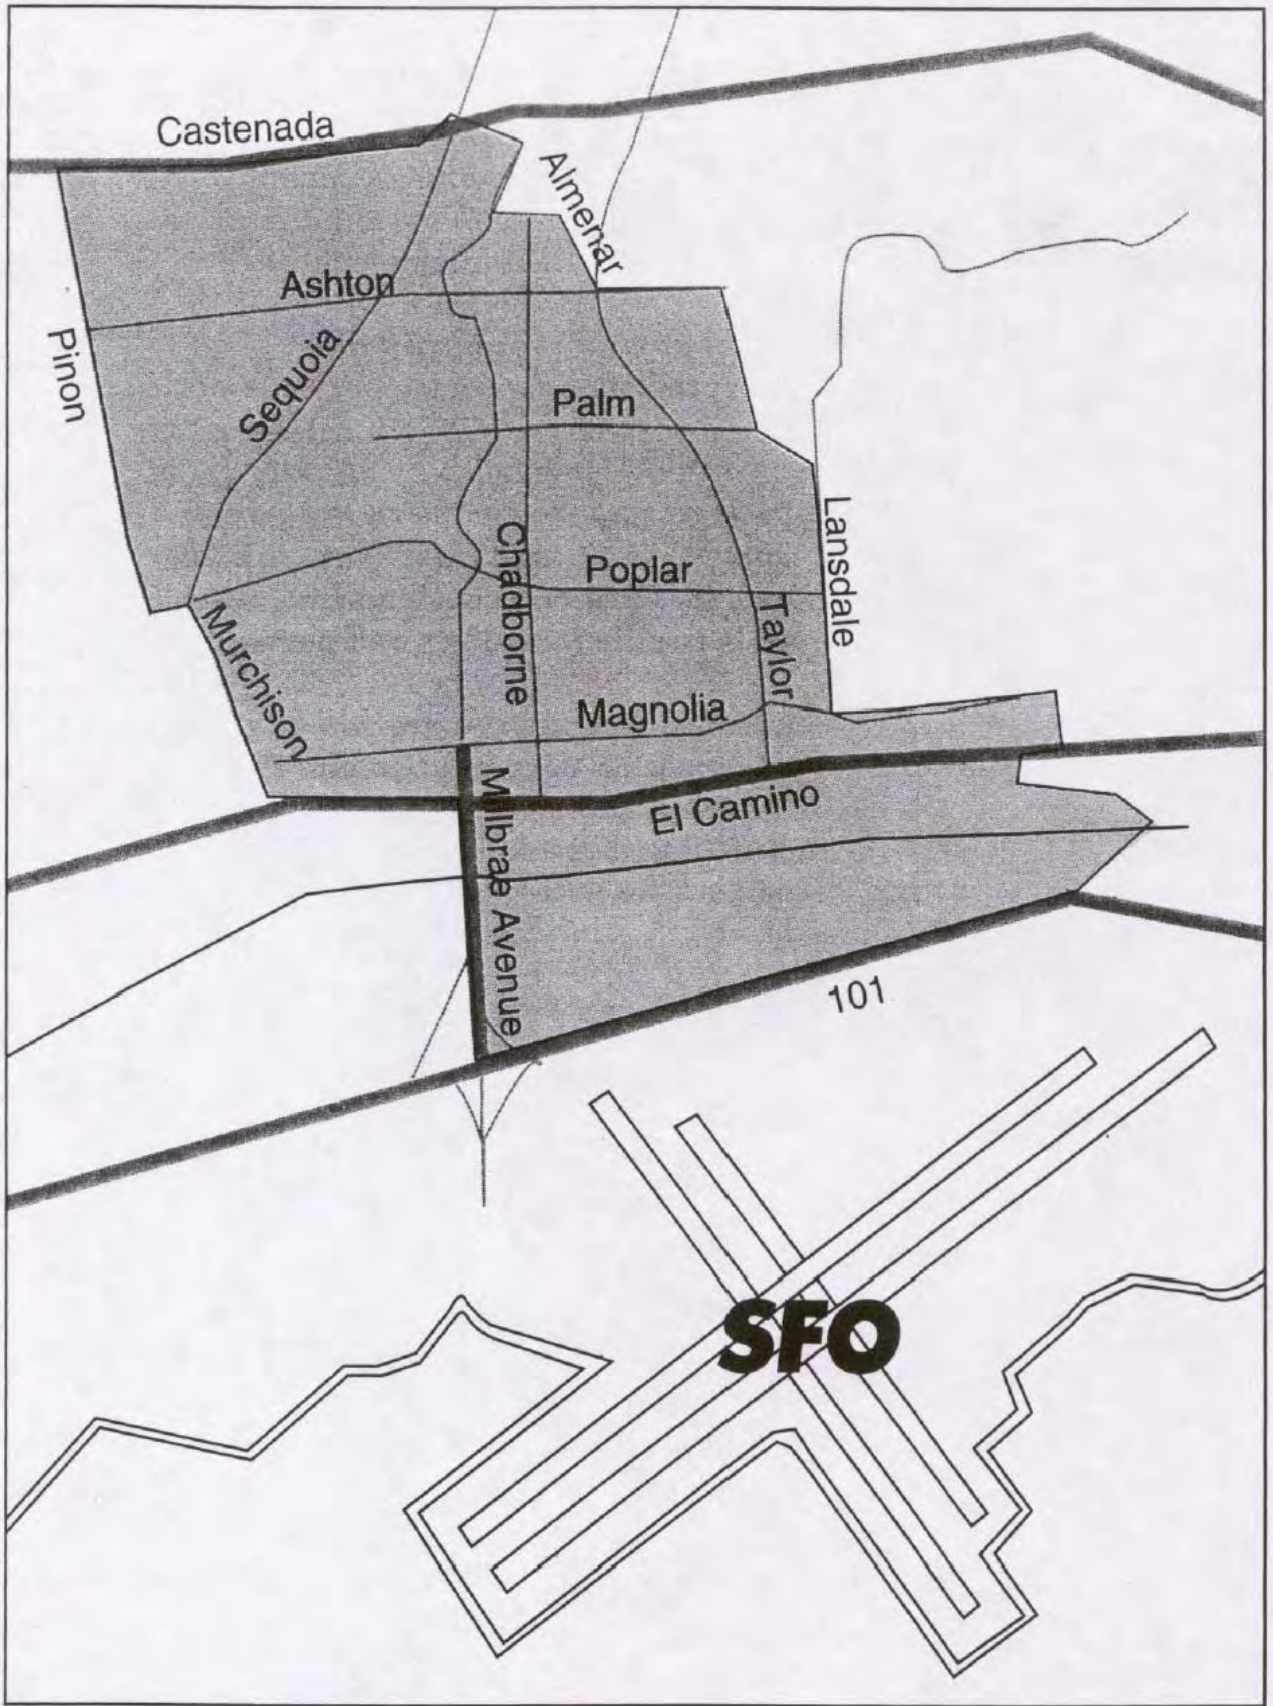 Castenada
Almenar
Ashton
Pinon
Sequoia
Palm
Lansdale
Chadborne
Poplar
Taylor
Murchison
Magnolia
Millbrae Avenue
El Camino
101
SFO